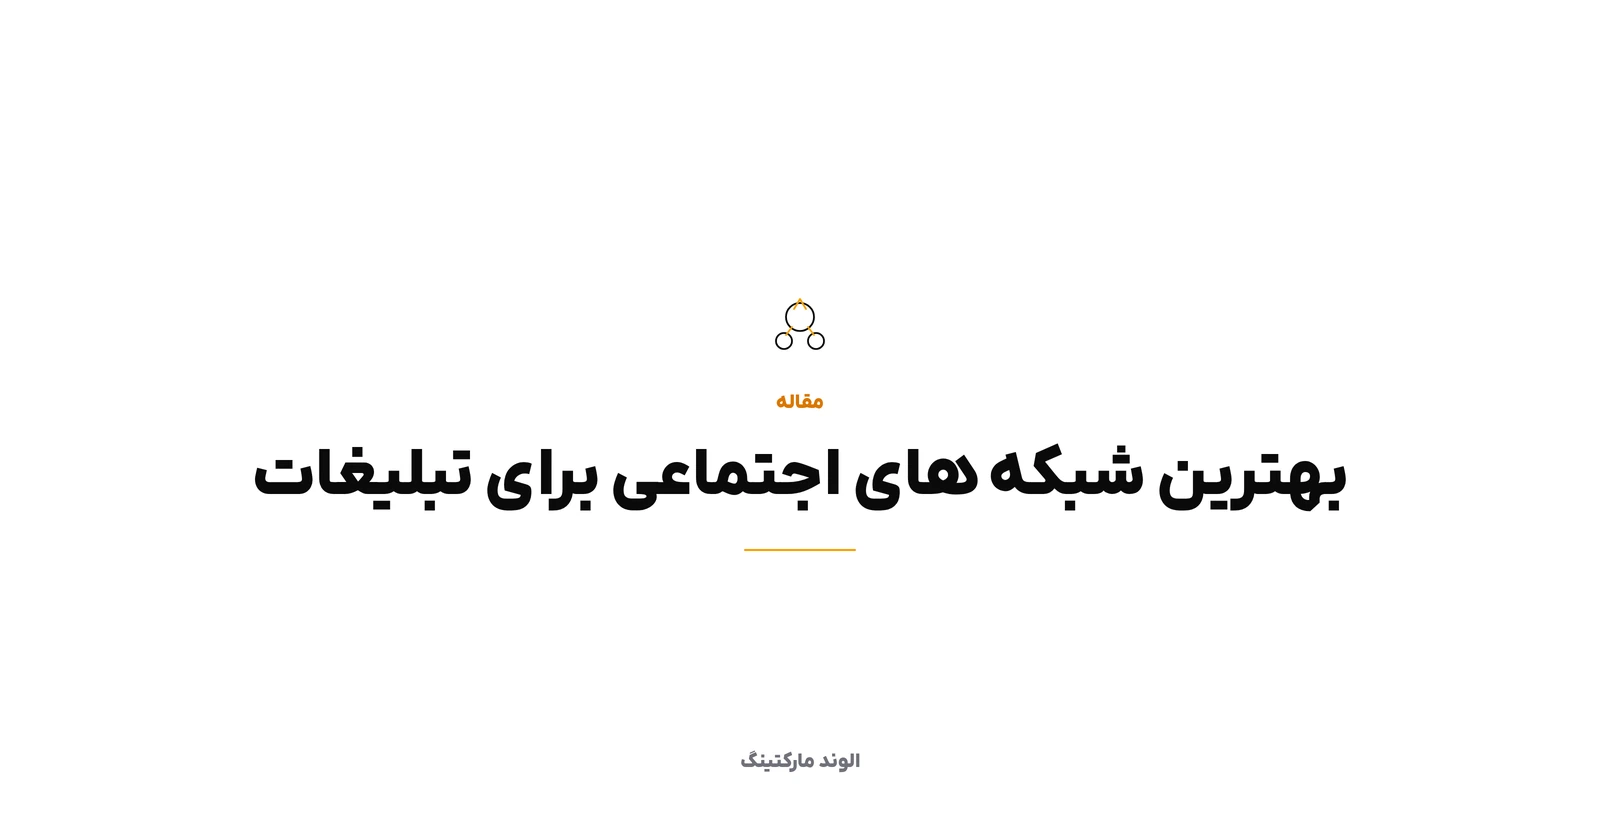 مقاله
بهترین شبکه های اجتماعی برای تبلیغات
الوند مارکتینگ